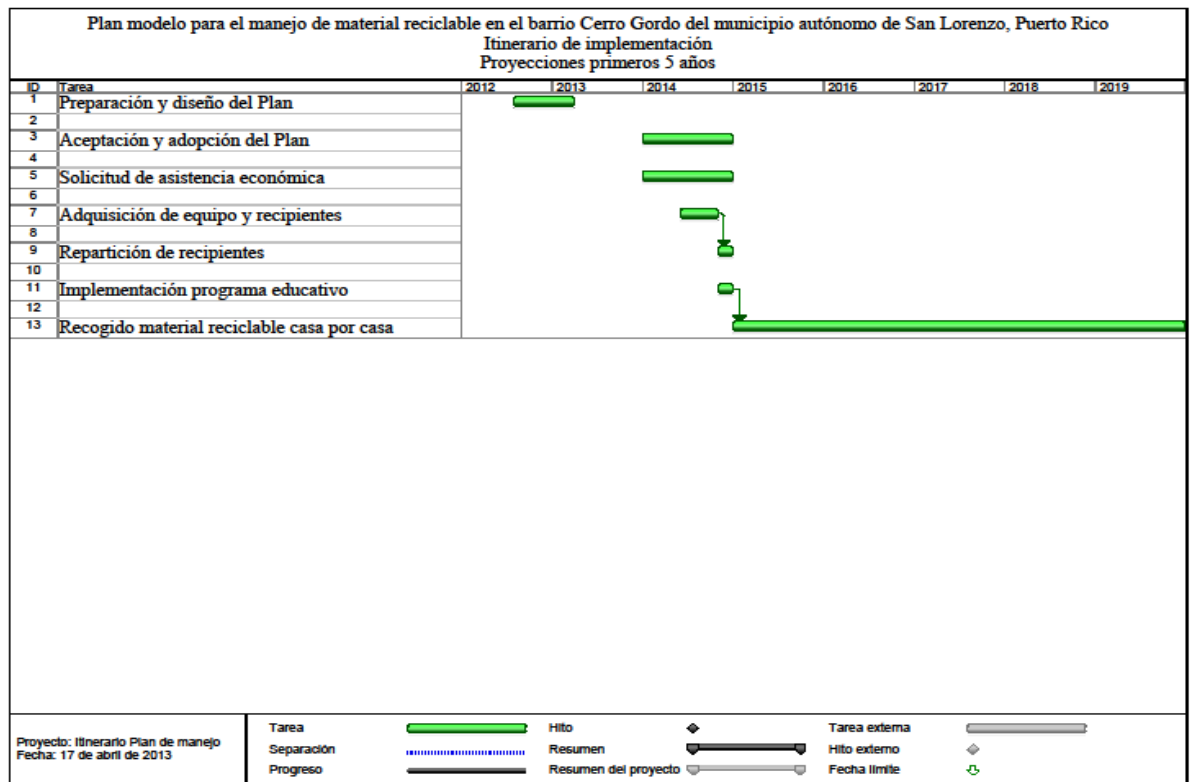 Plan modelo para el manejo de material reciclable en el barrio Cerro Gordo del municipio autónomo de San Lorenzo, Puerto Rico
Itinerario de implementación
Proyecciones primeros 5 años
ID Tarea 2012 2013 2014 2015 2016 2017 2018 2019
1 Preparación y diseño del Plan
2
3 Aceptación y adopción del Plan
4
5 Solicitud de asistencia económica
6
7 Adquisición de equipo y recipientes
8
9 Repartición de recipientes
10
11 Implementación programa educativo
12
13 Recogido material reciclable casa por casa
Proyecto: Itinerario Plan de manejo
Fecha: 17 de abril de 2013
Tarea Hito Tarea externa
Separación Resumen Hito externo
Progreso Resumen del proyecto Fecha límite